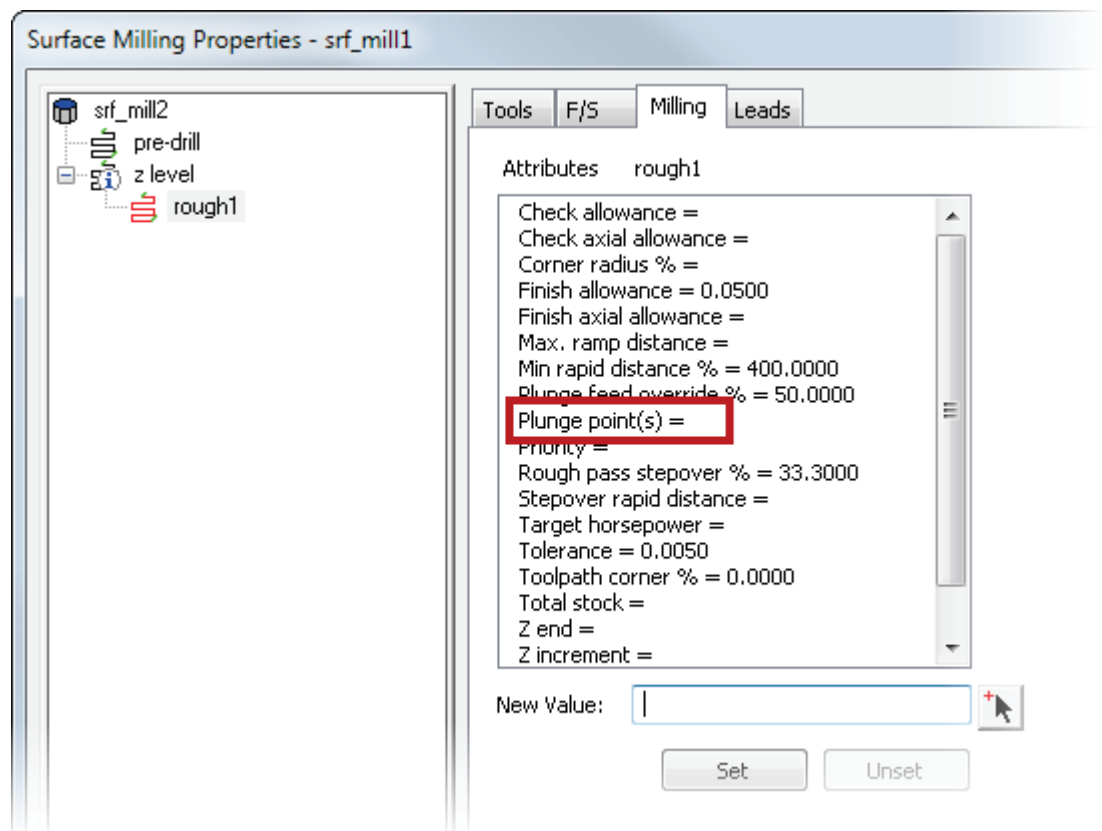 Surface Milling Properties - srf_mill1
srf_mill2
pre-drill
z level
rough1
Tools F/S Milling Leads
Attributes rough1
Check allowance =
Check axial allowance =
Corner radius % =
Finish allowance = 0.0500
Finish axial allowance =
Max. ramp distance =
Min rapid distance % = 400.0000
Plunge feed override % = 50.0000
Plunge point(s) =
Priority =
Rough pass stepover % = 33.3000
Stepover rapid distance =
Target horsepower =
Tolerance = 0.0050
Toolpath corner % = 0.0000
Total stock =
Z end =
Z increment =
New Value:
Set Unset